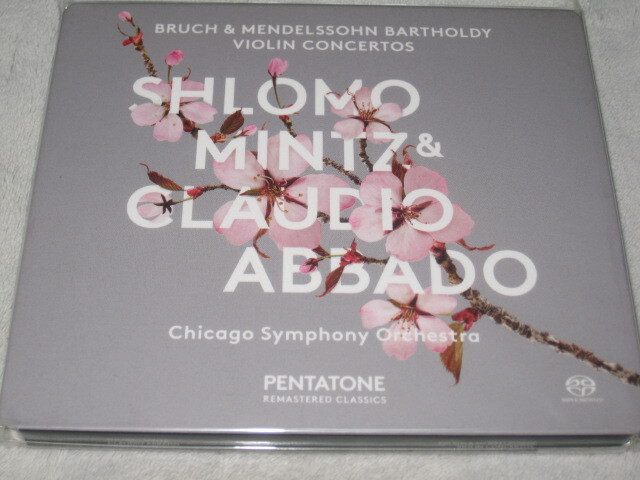 BRUCH & MENDELSSOHN BARTHOLDY
VIOLIN CONCERTOS
SHLOMO
MINTZ &
CLAUDIO
ABBADO
Chicago Symphony Orchestra
PENTATONE
REMASTERED CLASSICS